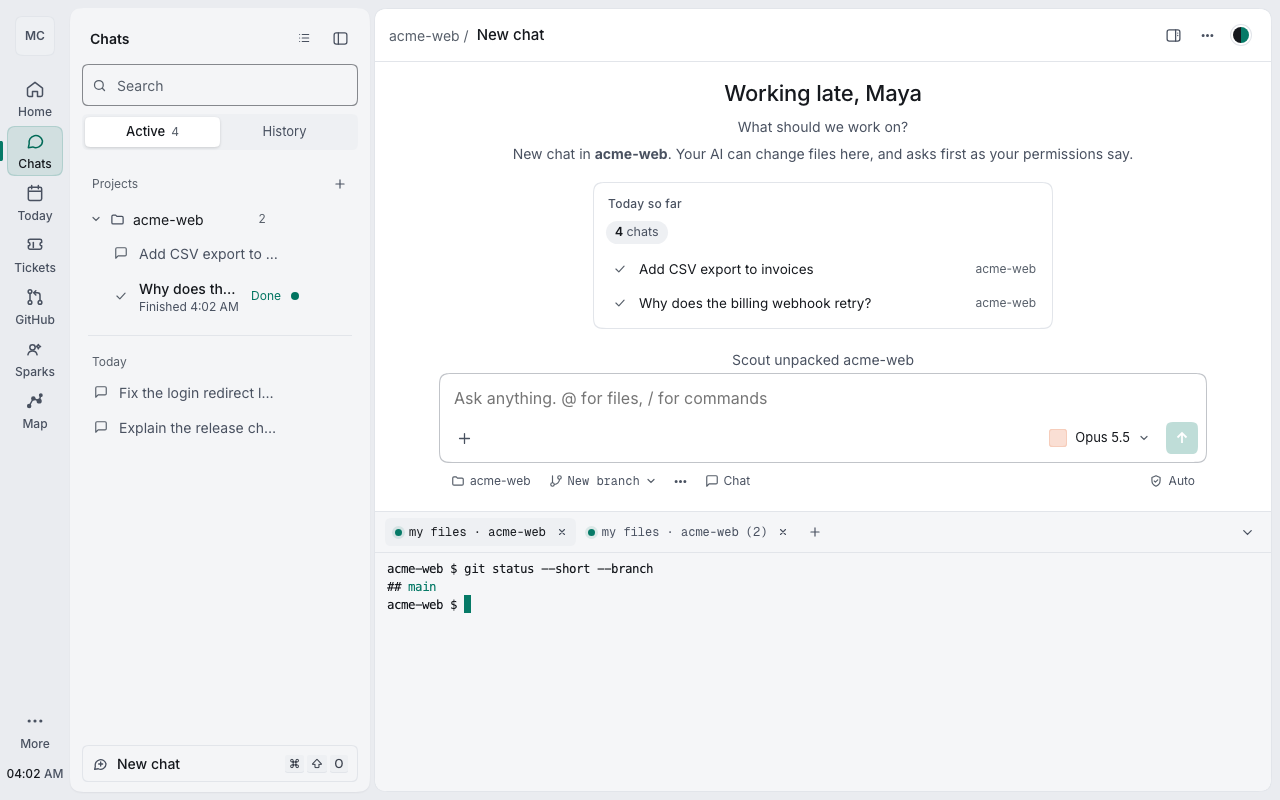 MC
Home
Chats
Today
Tickets
GitHub
Sparks
Map
More
04:02 AM
Chats
Search
Active 4
History
Projects
acme-web 2
Add CSV export to ...
Why does th... Done
Finished 4:02 AM
Today
Fix the login redirect l...
Explain the release ch...
New chat ⌘ ⇧ O
acme-web / New chat
Working late, Maya
What should we work on?
New chat in acme-web. Your AI can change files here, and asks first as your permissions say.
Today so far
4 chats
Add CSV export to invoices acme-web
Why does the billing webhook retry? acme-web
Scout unpacked acme-web
Ask anything. @ for files, / for commands
Opus 5.5
acme-web New branch Chat Auto
my files · acme-web my files · acme-web (2)
acme-web $ git status --short --branch
## main
acme-web $